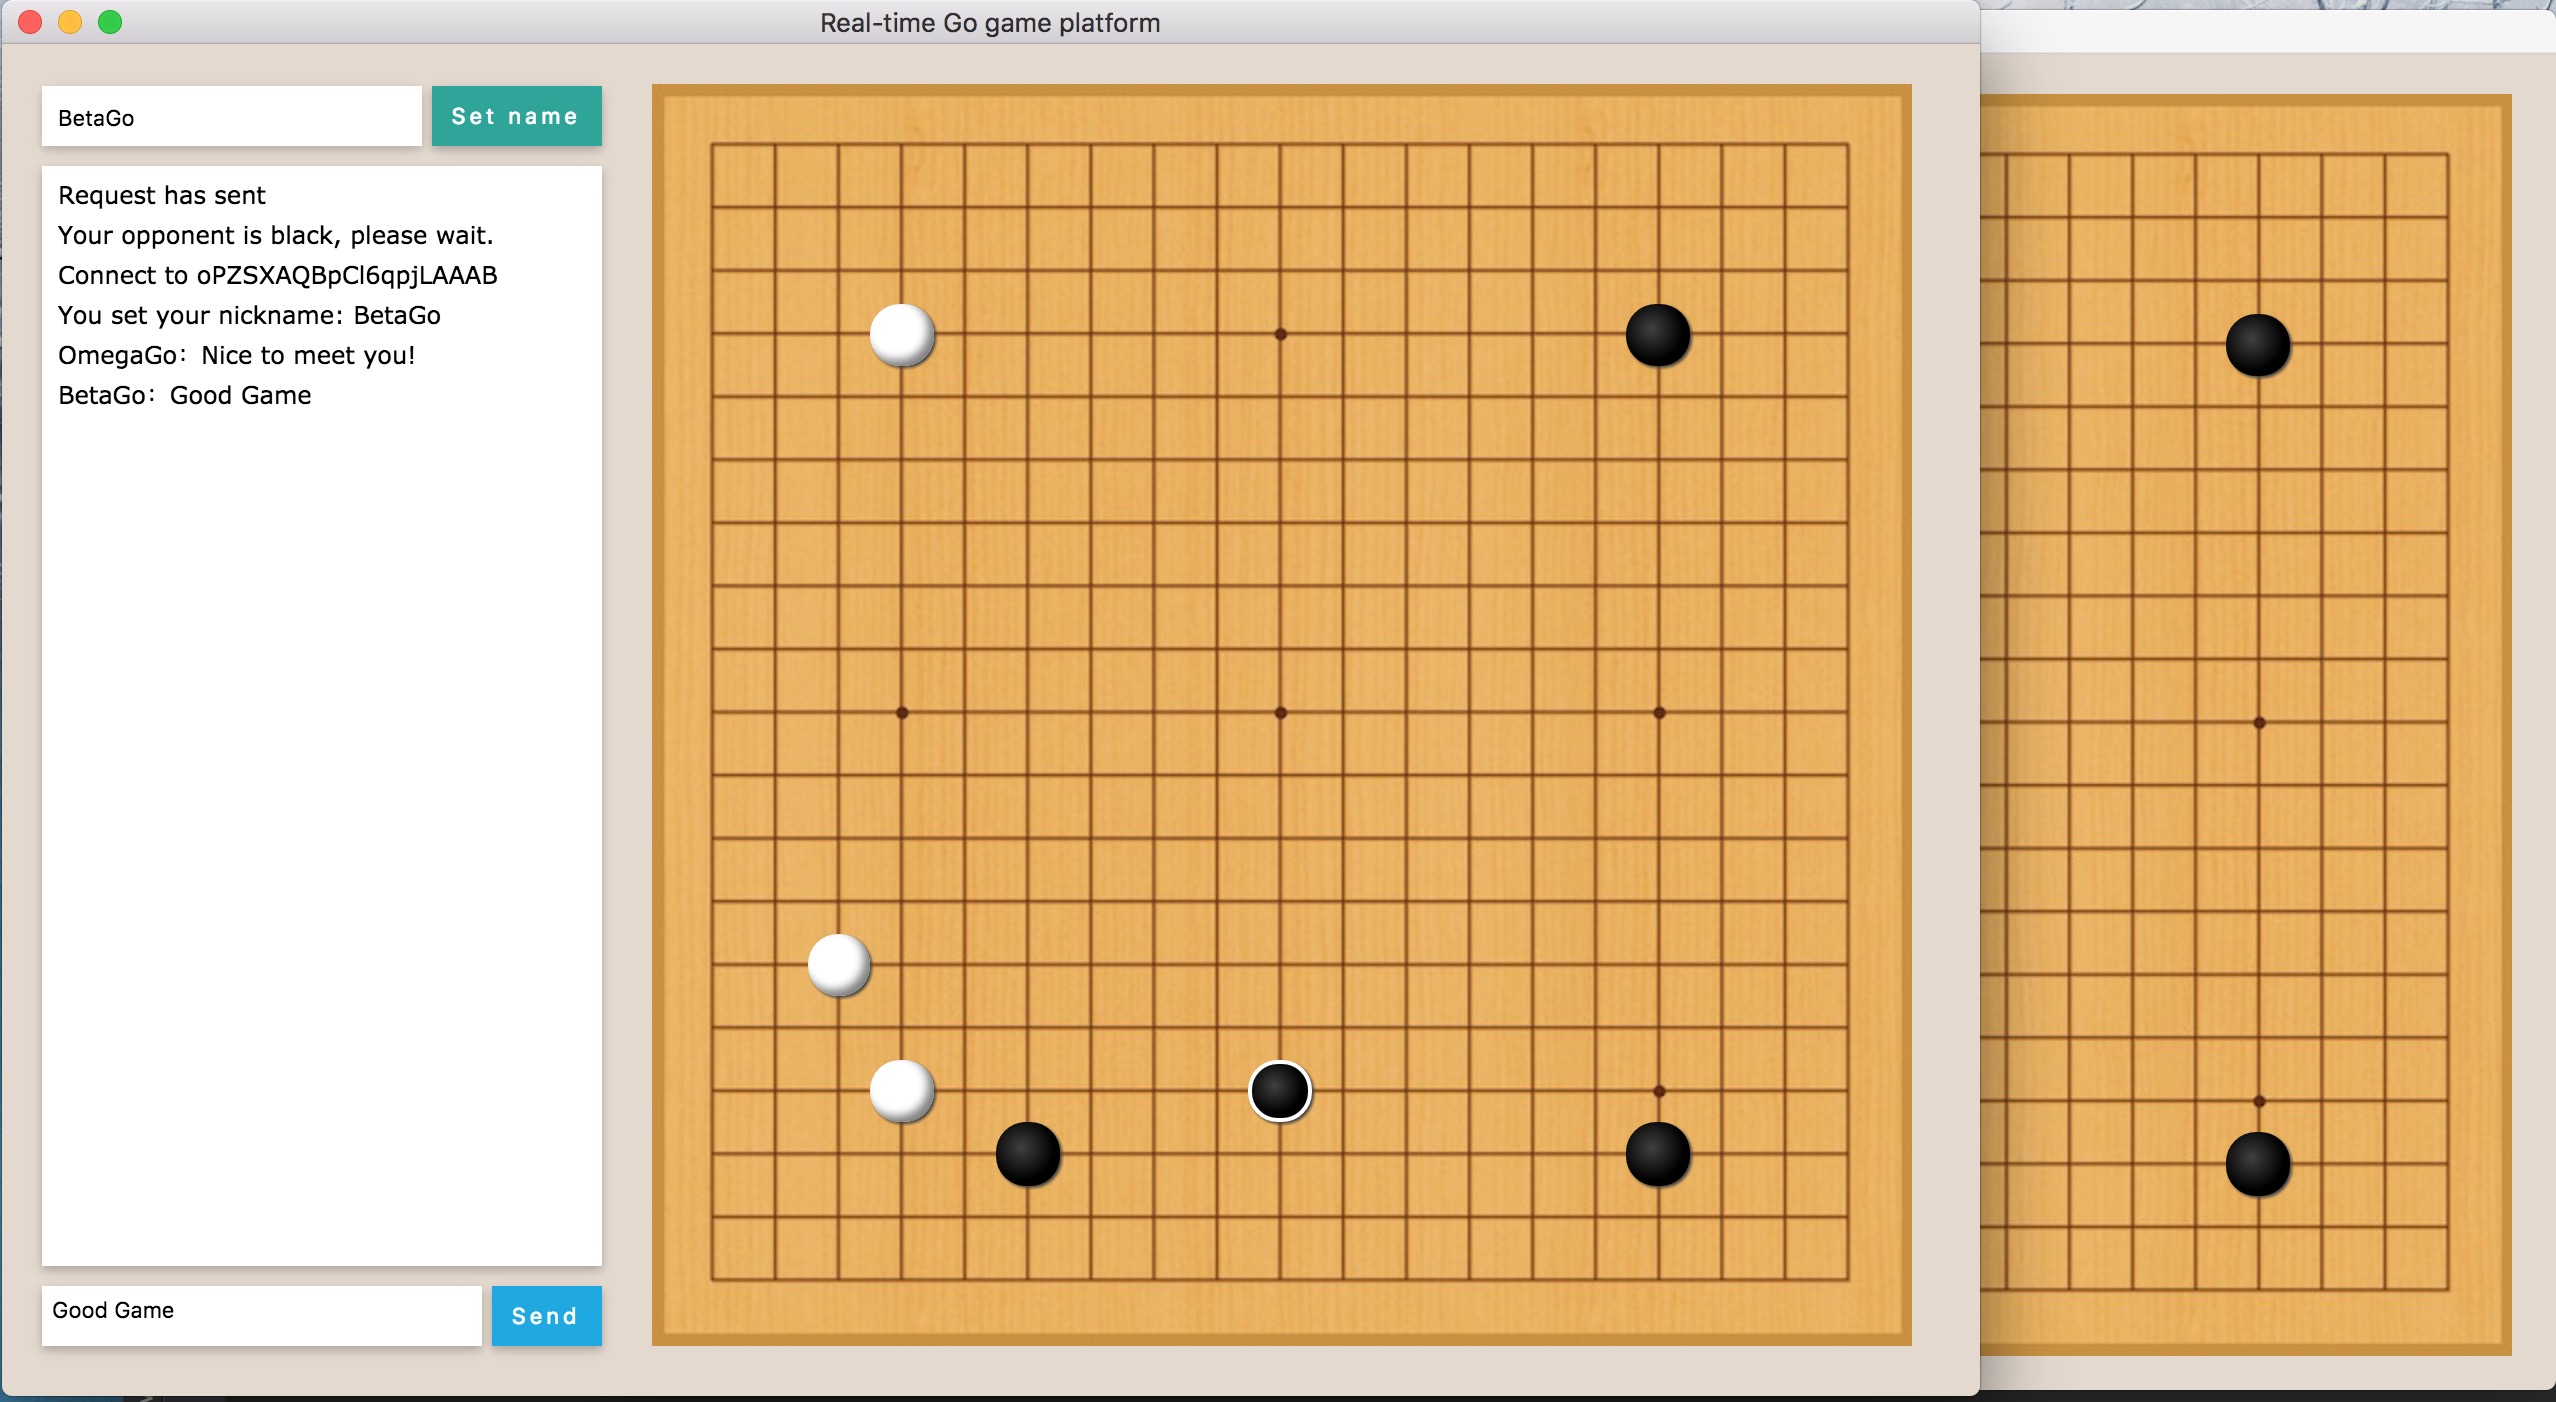 Real-time Go game platform
BetaGo
Set name
Request has sent
Your opponent is black, please wait.
Connect to oPZSXAQBpCl6qpjLAAAB
You set your nickname: BetaGo
OmegaGo: Nice to meet you!
BetaGo: Good Game
Good Game
Send